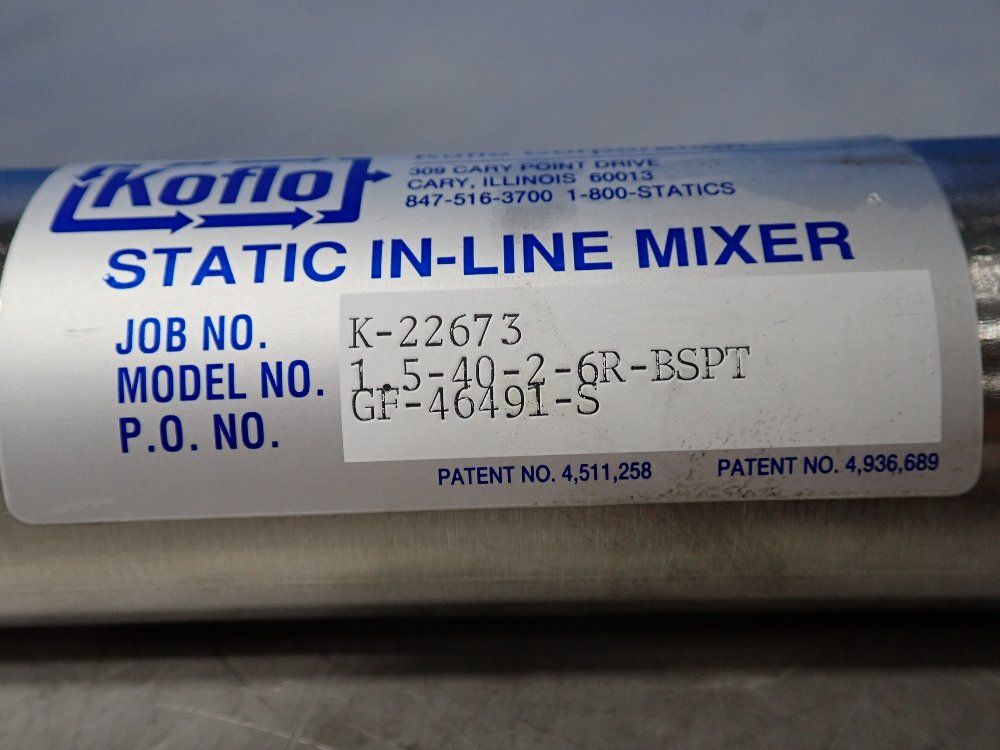 Koflo
Koflo Corporation
309 CARY POINT DRIVE
CARY, ILLINOIS 60013
847-516-3700 1-800-STATICS
STATIC IN-LINE MIXER
JOB NO. K-22673
MODEL NO. 1.5-40-2-6R-BSPT
P.O. NO. GF-46491-S
PATENT NO. 4,511,258 PATENT NO. 4,936,689